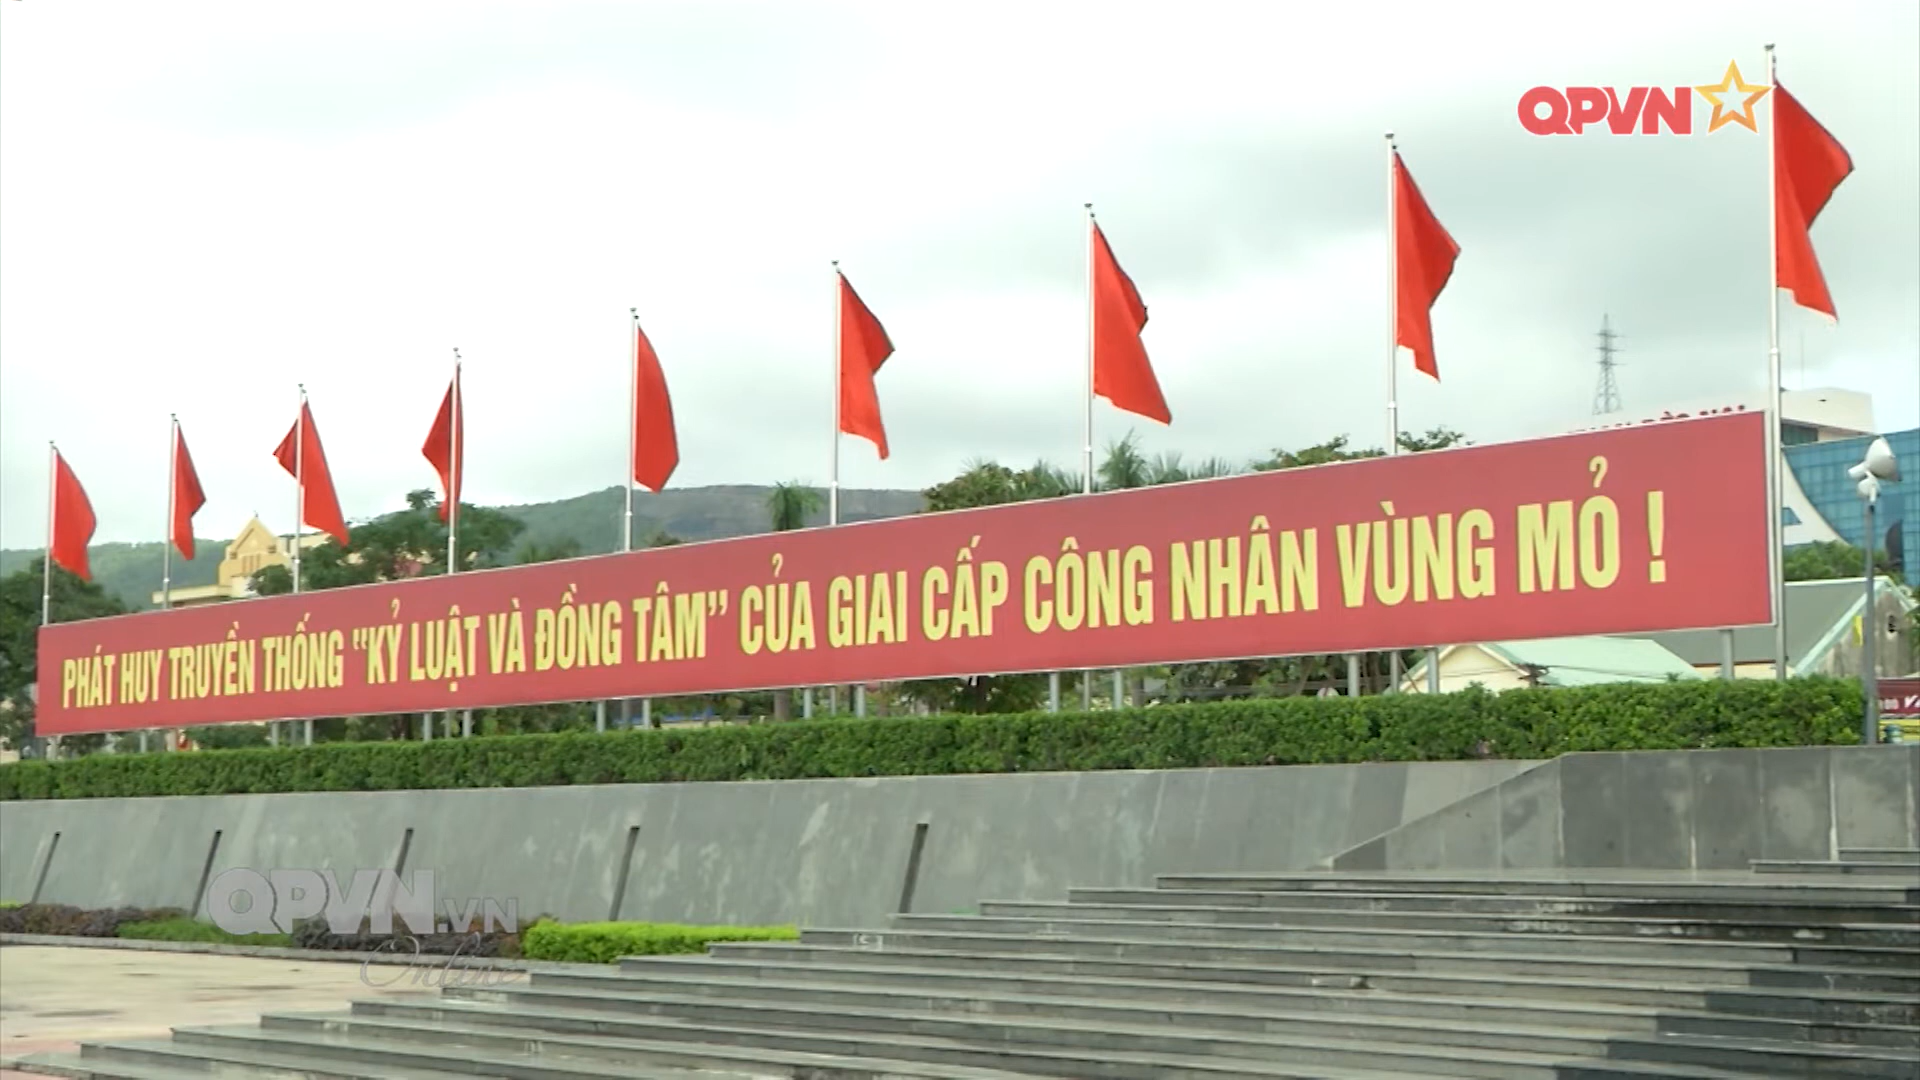 QPVN
PHÁT HUY TRUYỀN THỐNG “KỶ LUẬT VÀ ĐỒNG TÂM” CỦA GIAI CẤP CÔNG NHÂN VÙNG MỎ !
QPVN.VN
Online